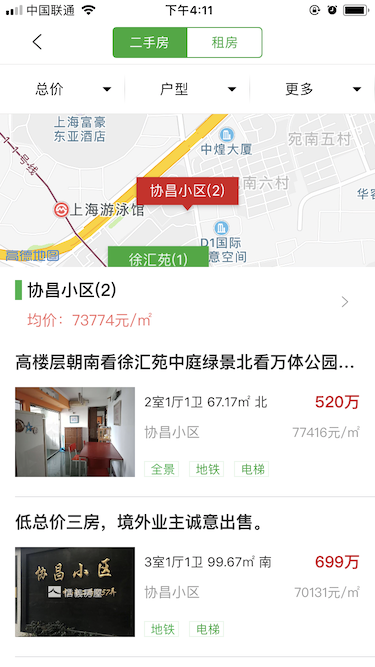 中国联通
下午4:11
二手房
租房
总价
户型
更多
上海富豪
东亚酒店
中煌大厦
宛南五村
11号线
协昌小区(2)
南六村
上海游泳馆
华容
D1国际
意空间
高德地图
徐汇苑(1)
协昌小区(2)
均价：73774元/㎡
高楼层朝南看徐汇苑中庭绿景北看万体公园...
2室1厅1卫 67.17㎡ 北
520万
协昌小区
77416元/㎡
全景
地铁
电梯
低总价三房，境外业主诚意出售。
协昌小区
3室1厅1卫 99.67㎡ 南
699万
协昌小区
70131元/㎡
地铁
电梯